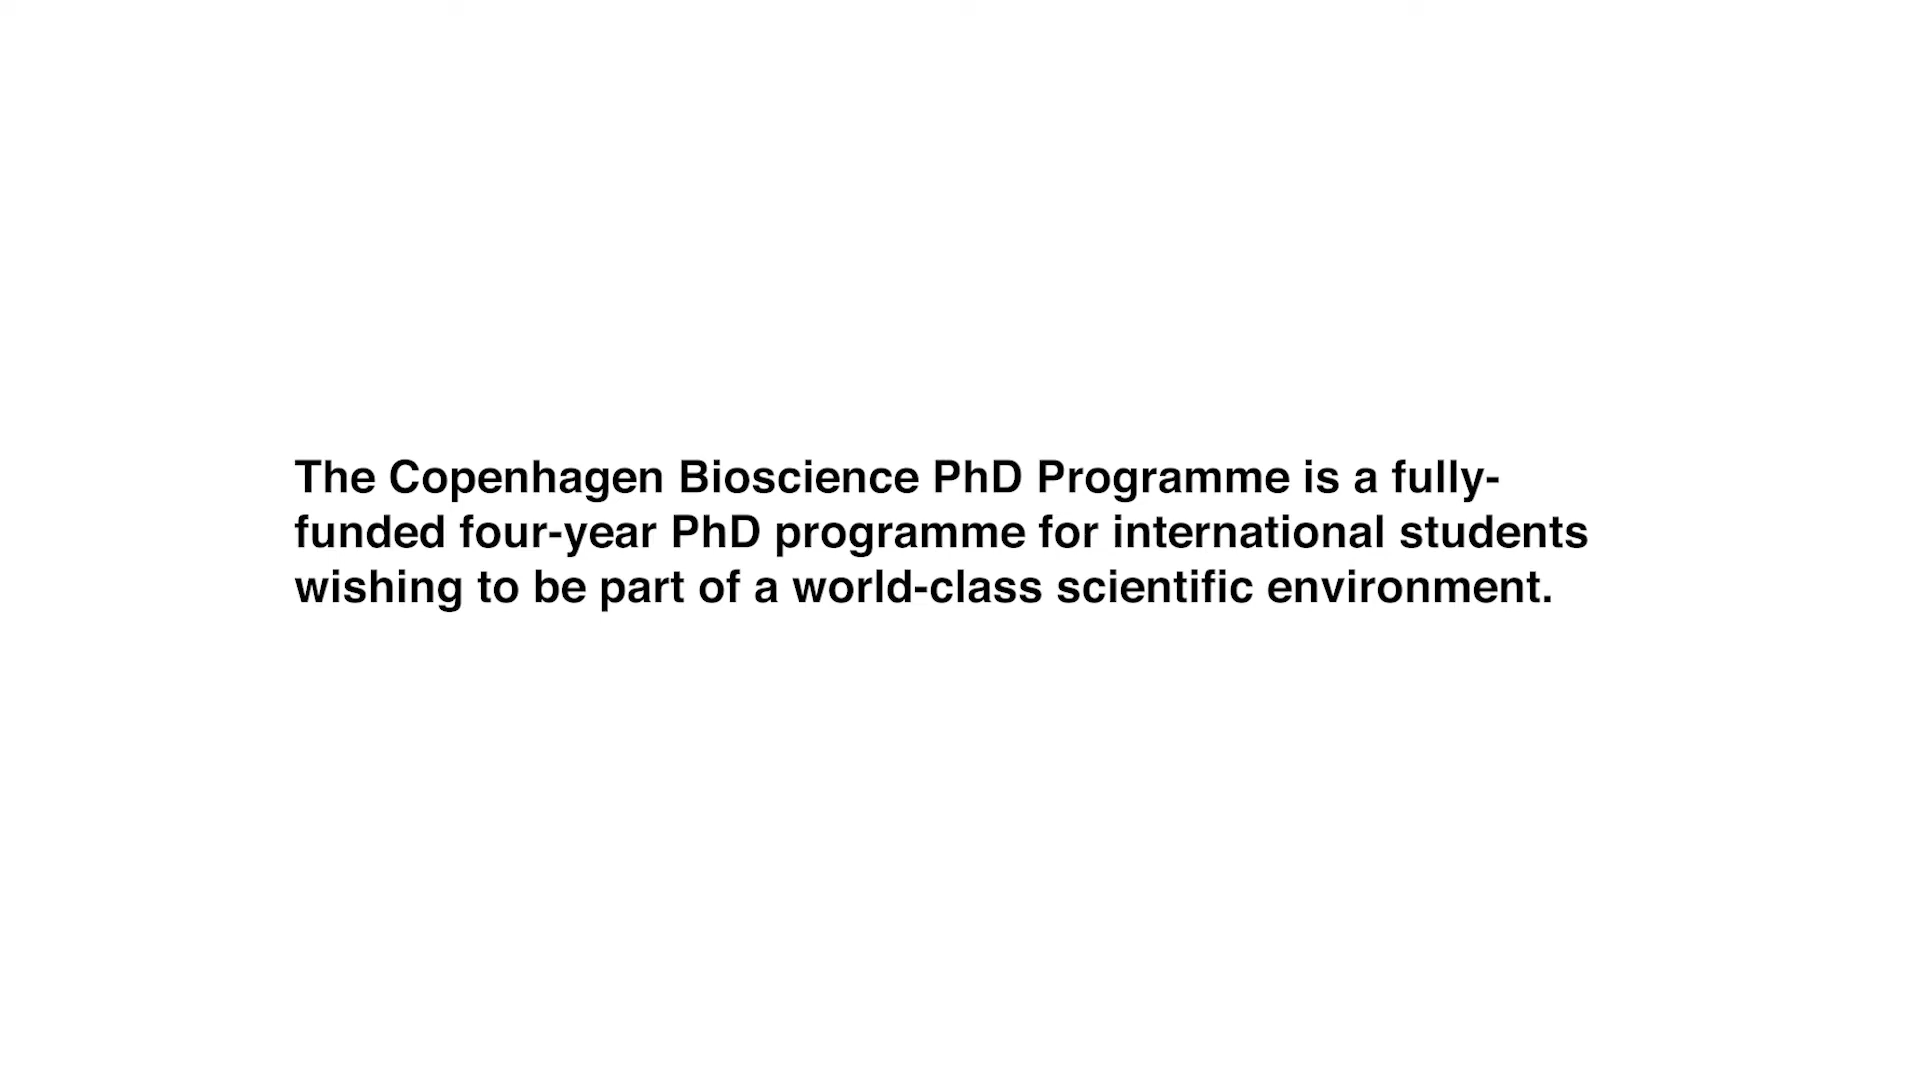 The Copenhagen Bioscience PhD Programme is a fully-
funded four-year PhD programme for international students
wishing to be part of a world-class scientific environment.